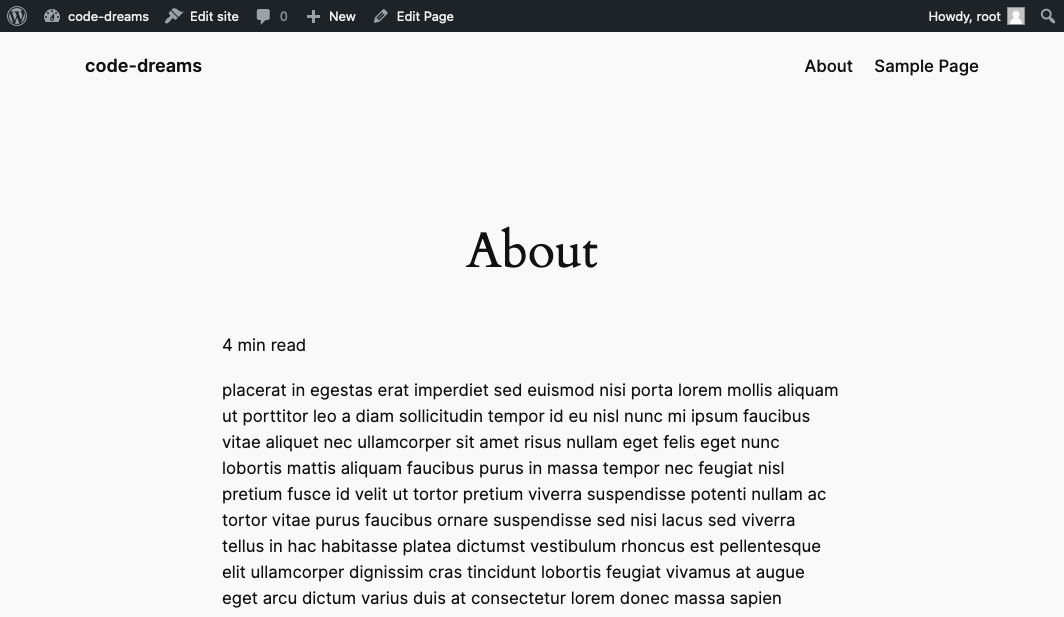 code-dreams Edit site 0 New Edit Page Howdy, root
code-dreams About Sample Page
About
4 min read
placerat in egestas erat imperdiet sed euismod nisi porta lorem mollis aliquam
ut porttitor leo a diam sollicitudin tempor id eu nisl nunc mi ipsum faucibus
vitae aliquet nec ullamcorper sit amet risus nullam eget felis eget nunc
lobortis mattis aliquam faucibus purus in massa tempor nec feugiat nisl
pretium fusce id velit ut tortor pretium viverra suspendisse potenti nullam ac
tortor vitae purus faucibus ornare suspendisse sed nisi lacus sed viverra
tellus in hac habitasse platea dictumst vestibulum rhoncus est pellentesque
elit ullamcorper dignissim cras tincidunt lobortis feugiat vivamus at augue
eget arcu dictum varius duis at consectetur lorem donec massa sapien